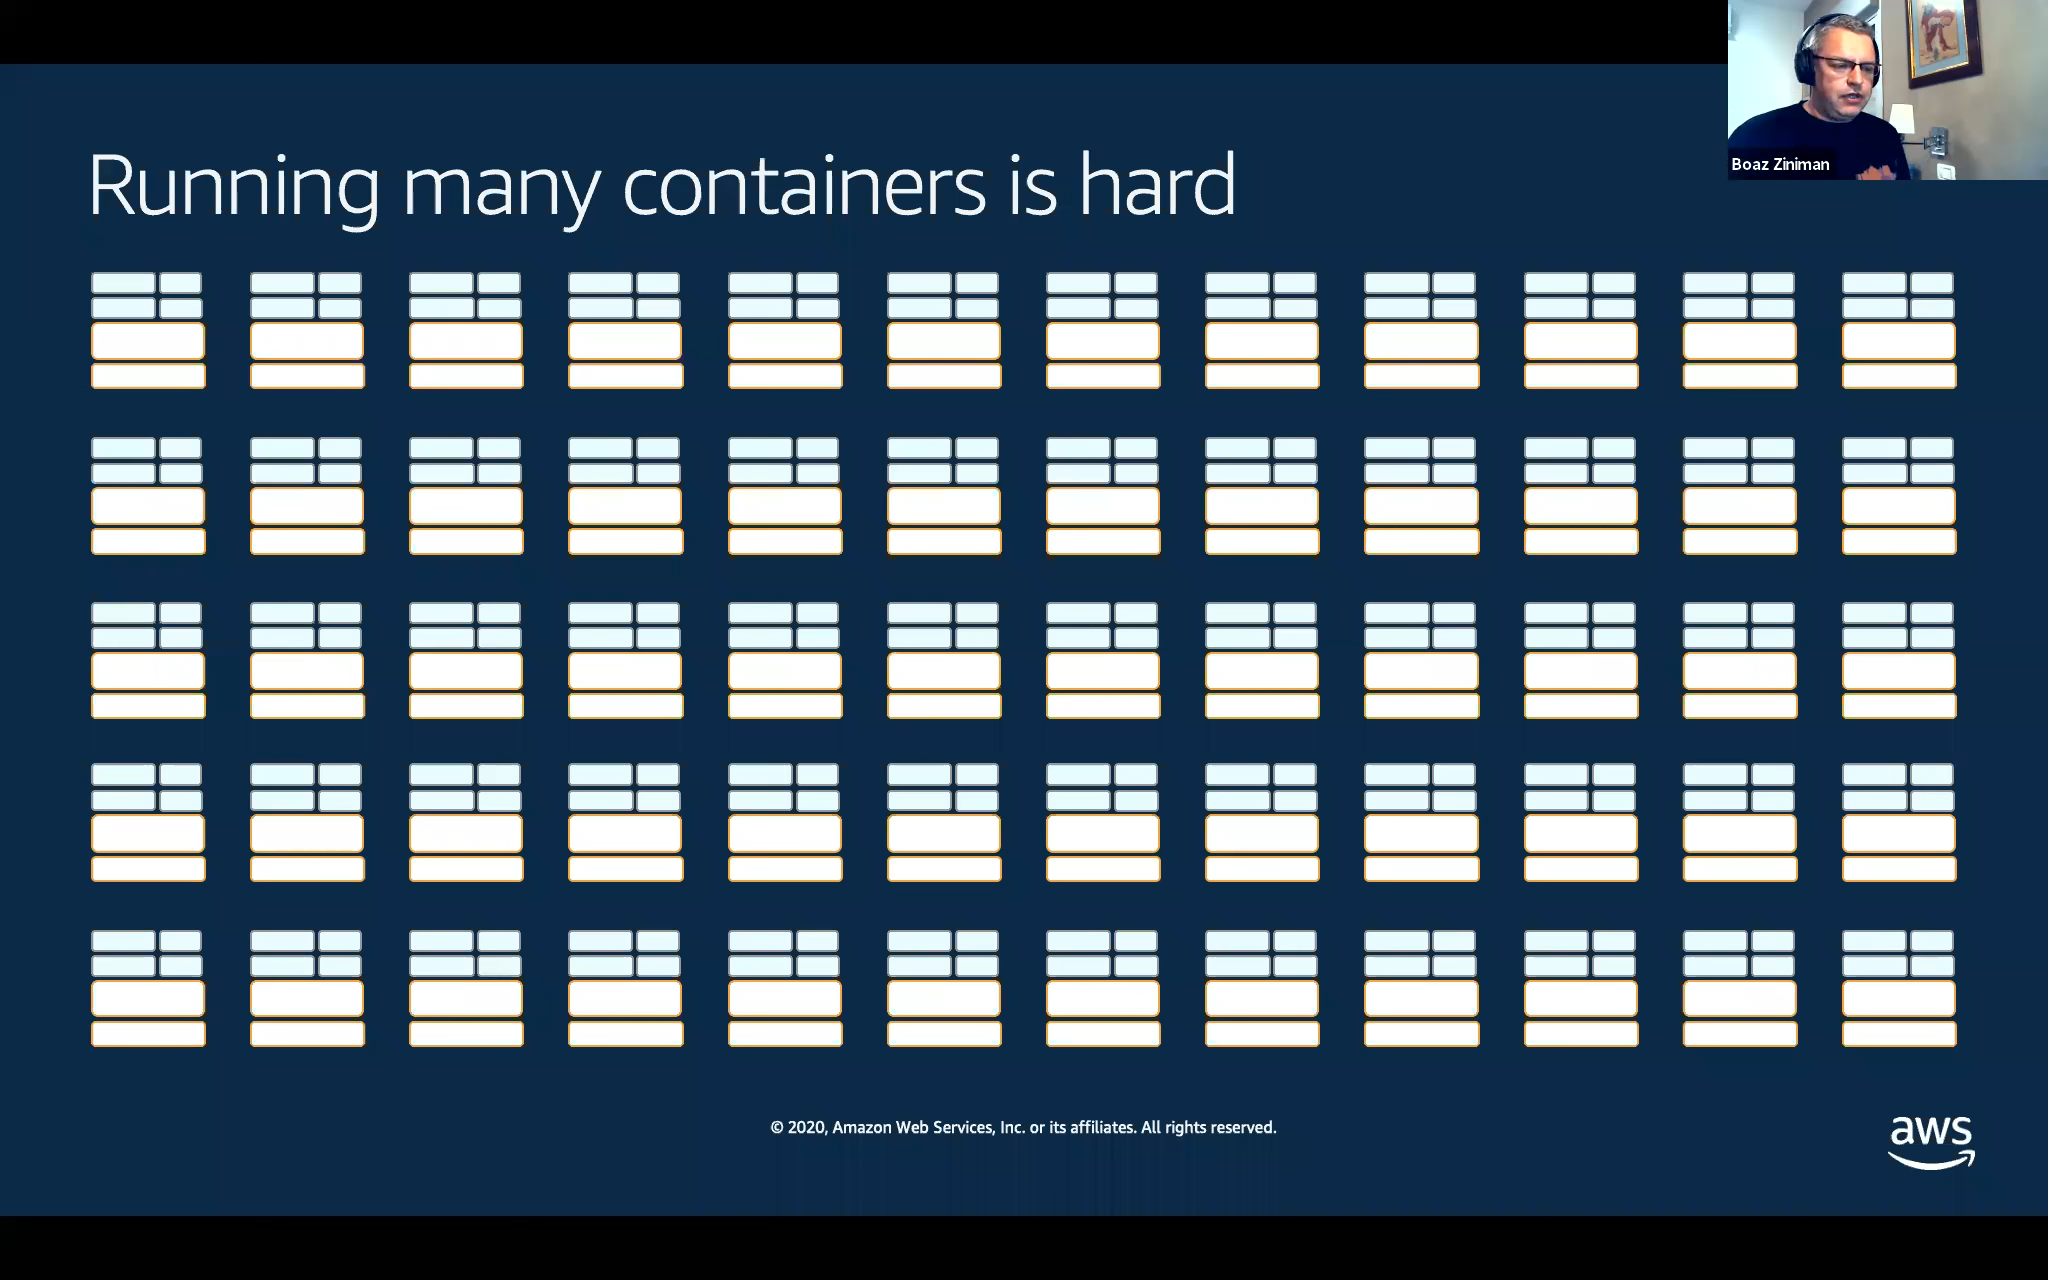 Boaz Ziniman
Running many containers is hard
© 2020, Amazon Web Services, Inc. or its affiliates. All rights reserved.
aws